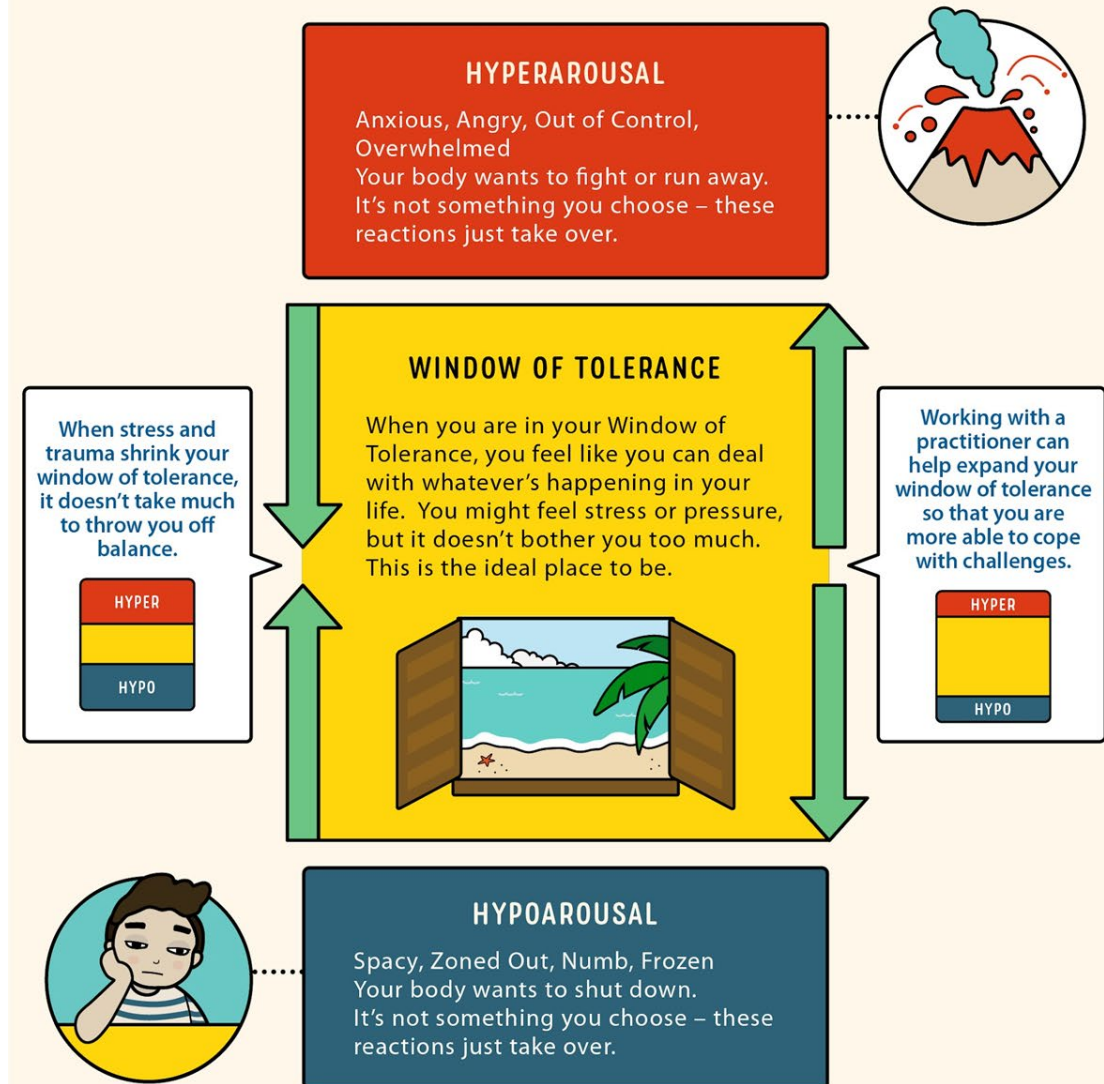 HYPERAROUSAL
Anxious, Angry, Out of Control,
Overwhelmed
Your body wants to fight or run away.
It’s not something you choose – these
reactions just take over.
WINDOW OF TOLERANCE
When you are in your Window of
Tolerance, you feel like you can deal
with whatever’s happening in your
life. You might feel stress or pressure,
but it doesn’t bother you too much.
This is the ideal place to be.
When stress and
trauma shrink your
window of tolerance,
it doesn’t take much
to throw you off
balance.
HYPER
HYPO
Working with a
practitioner can
help expand your
window of tolerance
so that you are
more able to cope
with challenges.
HYPER
HYPO
HYPOAROUSAL
Spacy, Zoned Out, Numb, Frozen
Your body wants to shut down.
It’s not something you choose – these
reactions just take over.